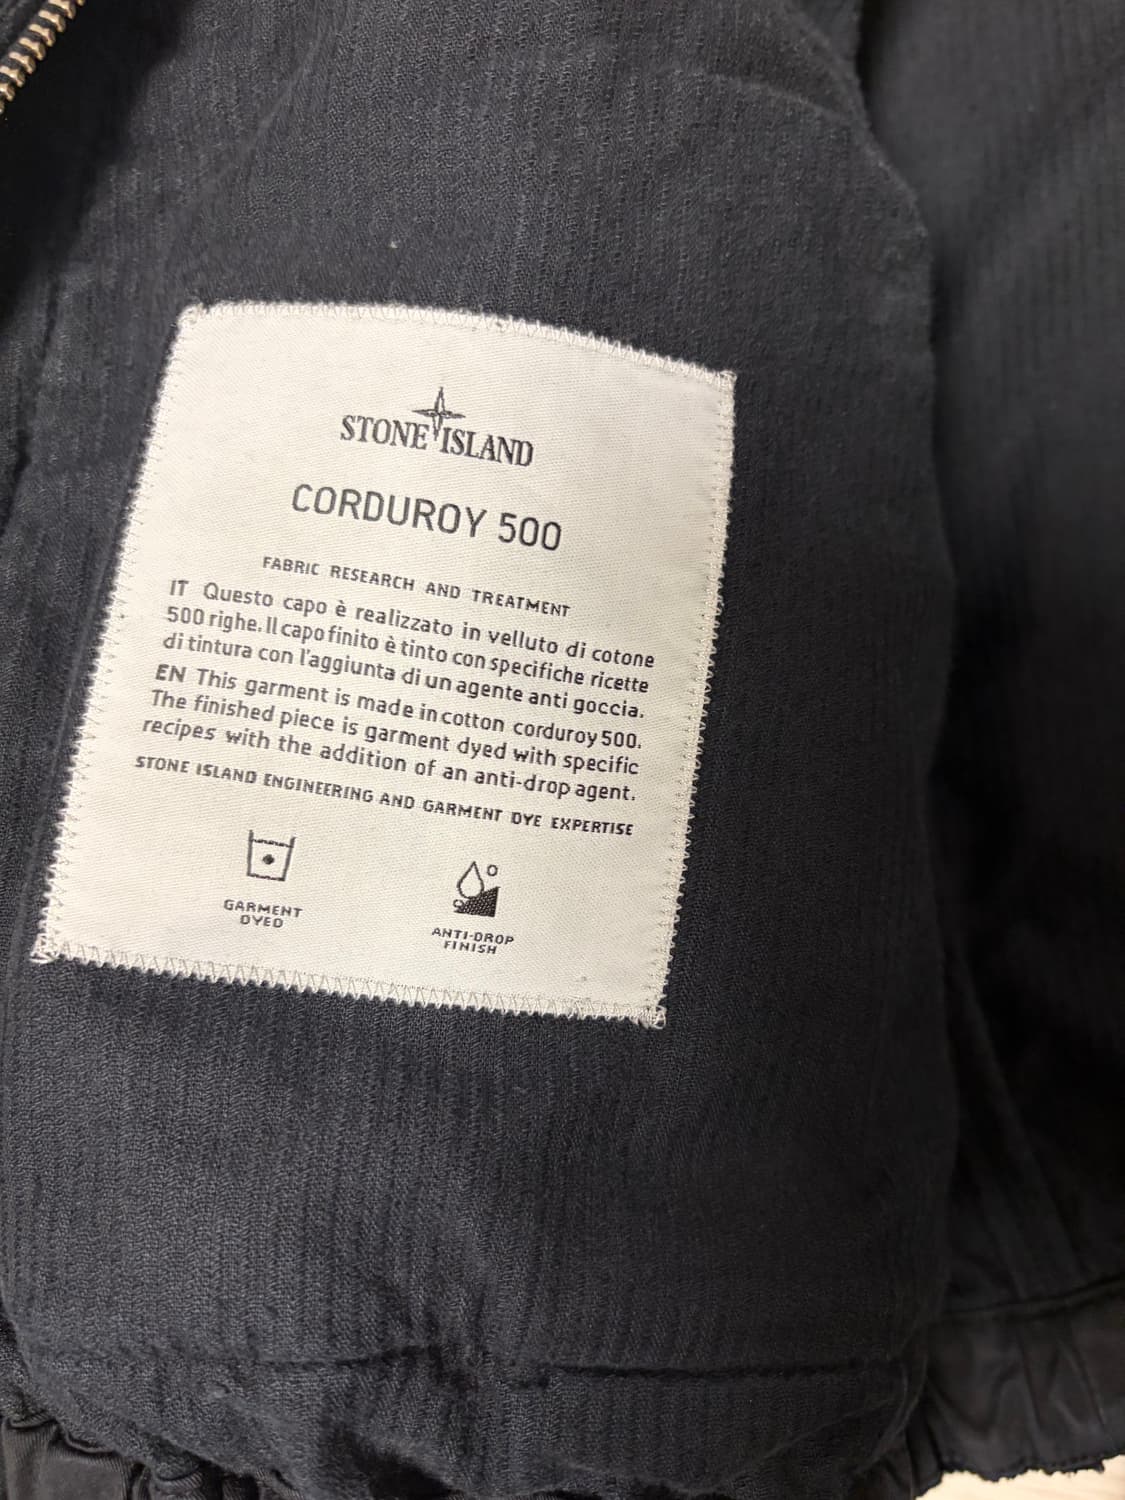 STONE ISLAND
CORDUROY 500
FABRIC RESEARCH AND TREATMENT
IT Questo capo è realizzato in velluto di cotone
500 righe. Il capo finito è tinto con specifiche ricette
di tintura con l'aggiunta di un agente anti goccia.
EN This garment is made in cotton corduroy 500.
The finished piece is garment dyed with specific
recipes with the addition of an anti-drop agent.
STONE ISLAND ENGINEERING AND GARMENT DYE EXPERTISE
GARMENT
DYED
ANTI-DROP
FINISH